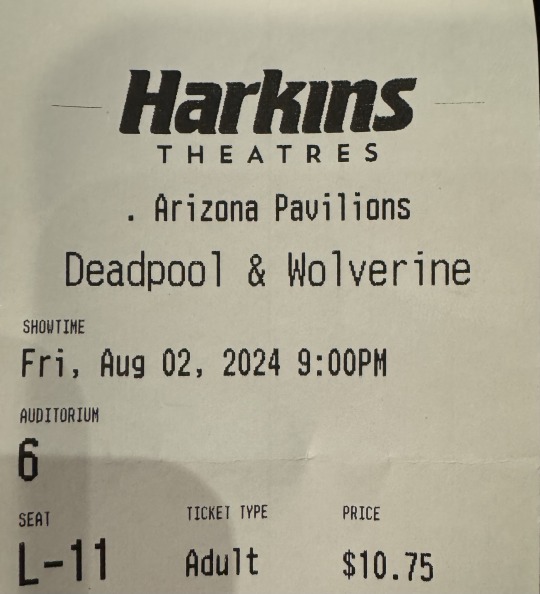 Harkins
THEATRES
. Arizona Pavilions
Deadpool & Wolverine
SHOWTIME
Fri, Aug 02, 2024 9:00PM
AUDITORIUM
6
SEAT TICKET TYPE PRICE
L-11 Adult $10.75